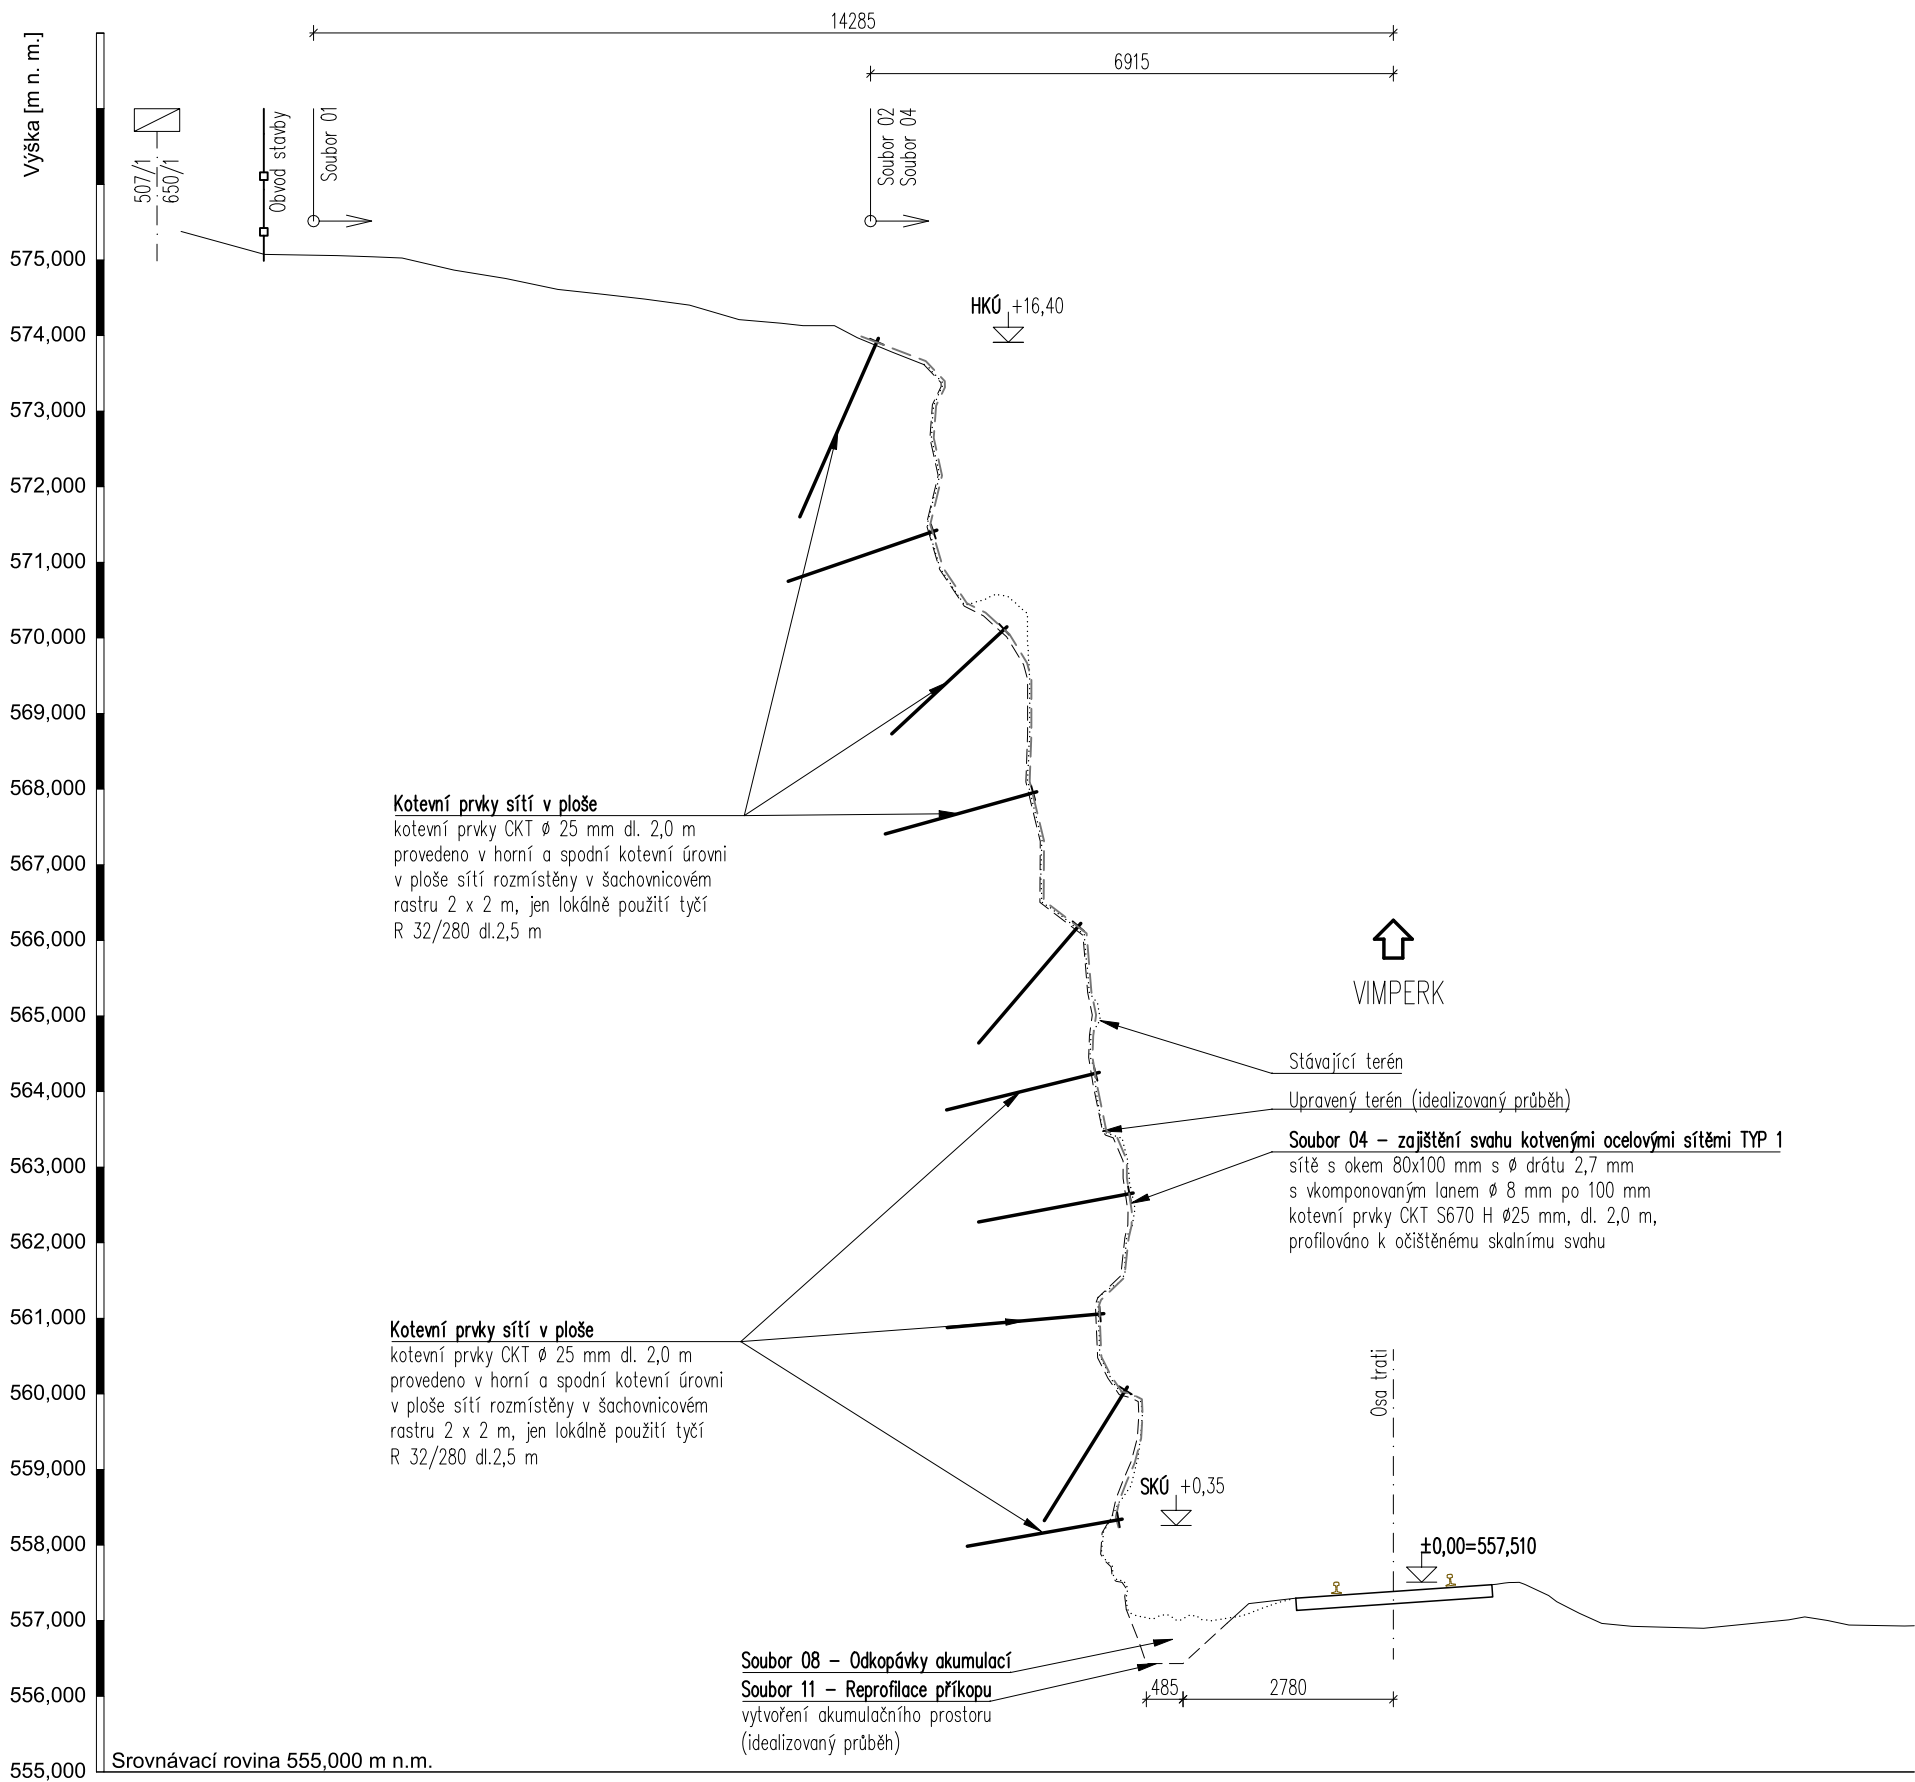 14285
6915
Výška [m n. m.]
507/1
650/1
Obvod stavby
Soubor 01
Soubor 02
Soubor 04
575,000
HKÚ +16,40
574,000
573,000
572,000
571,000
570,000
569,000
568,000
Kotevní prvky sítí v ploše
kotevní prvky CKT ø 25 mm dl. 2,0 m
provedeno v horní a spodní kotevní úrovni
v ploše sítí rozmístěny v šachovnicovém
rastru 2 x 2 m, jen lokálně použití tyčí
R 32/280 dl.2,5 m
567,000
566,000
VIMPERK
565,000
Stávající terén
564,000
Upravený terén (idealizovaný průběh)
Soubor 04 – zajištění svahu kotvenými ocelovými sítěmi TYP 1
sítě s okem 80x100 mm s ø drátu 2,7 mm
s vkomponovaným lanem ø 8 mm po 100 mm
kotevní prvky CKT S670 H ø25 mm, dl. 2,0 m,
profilováno k očištěnému skalnímu svahu
563,000
562,000
561,000
Kotevní prvky sítí v ploše
kotevní prvky CKT ø 25 mm dl. 2,0 m
provedeno v horní a spodní kotevní úrovni
v ploše sítí rozmístěny v šachovnicovém
rastru 2 x 2 m, jen lokálně použití tyčí
R 32/280 dl.2,5 m
Osa trati
560,000
559,000
SKÚ +0,35
558,000
±0,00=557,510
557,000
Soubor 08 – Odkopávky akumulací
Soubor 11 – Reprofilace příkopu
vytvoření akumulačního prostoru
(idealizovaný průběh)
485
2780
556,000
555,000
Srovnávací rovina 555,000 m n.m.